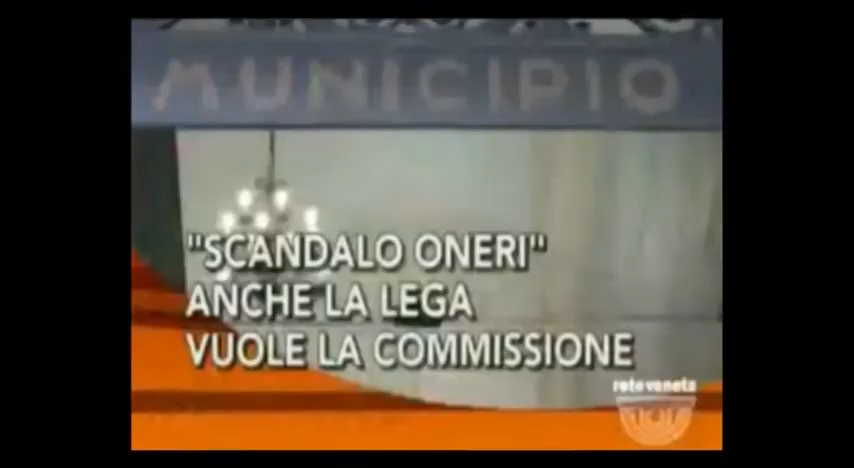 MUNICIPIO
"SCANDALO ONERI"
ANCHE LA LEGA
VUOLE LA COMMISSIONE
reteveneta